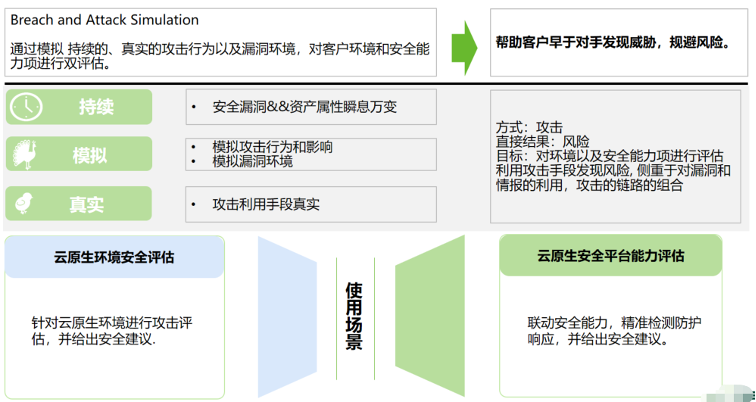 Breach and Attack Simulation
通过模拟 持续的、真实的攻击行为以及漏洞环境，对客户环境和安全能
力项进行双评估。
帮助客户早于对手发现威胁，规避风险。
持续
• 安全漏洞&&资产属性瞬息万变
模拟
• 模拟攻击行为和影响
• 模拟漏洞环境
真实
• 攻击利用手段真实
方式：攻击
直接结果：风险
目标：对环境以及安全能力项进行评估
利用攻击手段发现风险, 侧重于对漏洞和
情报的利用，攻击的链路的组合
云原生环境安全评估
针对云原生环境进行攻击评
估，并给出安全建议.
使用场景
云原生安全平台能力评估
联动安全能力，精准检测防护
响应，并给出安全建议。